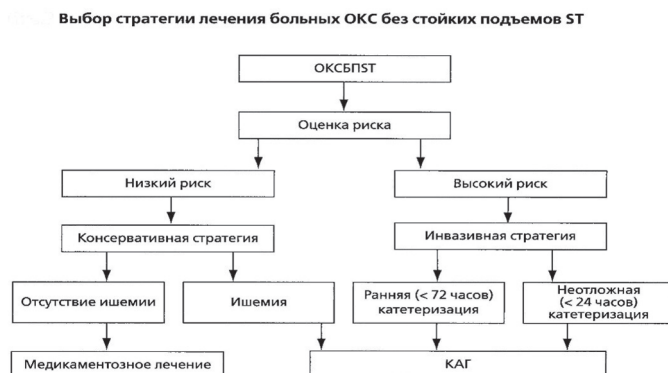 Выбор стратегии лечения больных ОКС без стойких подъемов ST
ОКСБПST
Оценка риска
Низкий риск
Высокий риск
Консервативная стратегия
Инвазивная стратегия
Отсутствие ишемии
Ишемия
Ранняя (< 72 часов)
катетеризация
Неотложная
(< 24 часов)
катетеризация
Медикаментозное лечение
КАГ